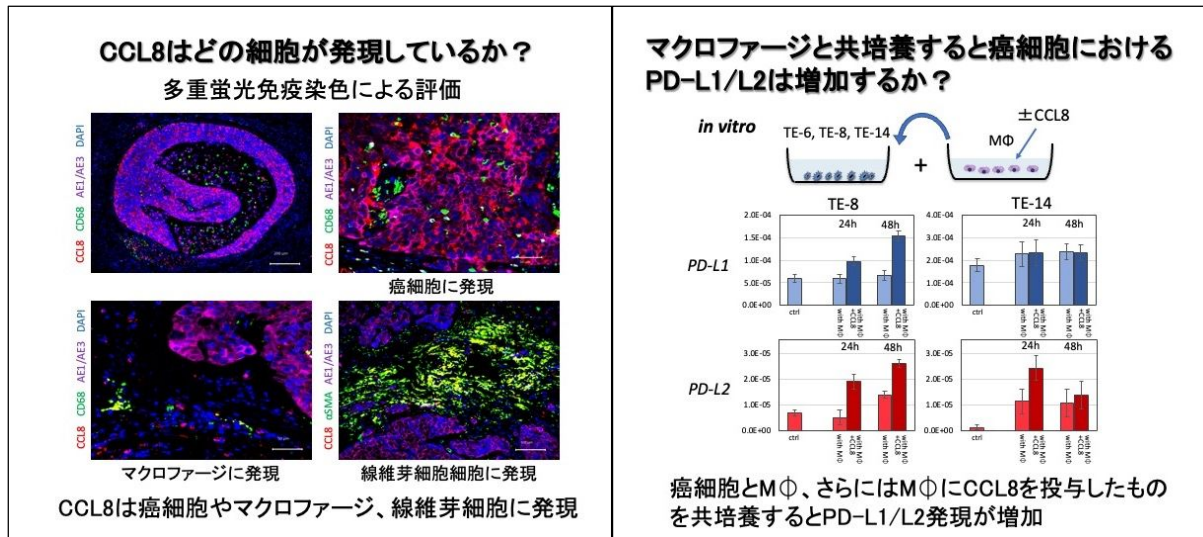 CCL8はどの細胞が発現しているか？
多重蛍光免疫染色による評価
CCL8 CD68 AE1/AE3 DAPI
CCL8 CD68 AE1/AE3 DAPI
癌細胞に発現
CCL8 CD68 AE1/AE3 DAPI
CCL8 αSMA AE1/AE3 DAPI
マクロファージに発現
線維芽細胞細胞に発現
CCL8は癌細胞やマクロファージ、線維芽細胞に発現
マクロファージと共培養すると癌細胞における
PD-L1/L2は増加するか？
in vitro
TE-6, TE-8, TE-14
+
MΦ
±CCL8
TE-8
TE-14
PD-L1
2.0E-04
1.5E-04
1.0E-04
5.0E-05
0.0E+00
24h
48h
ctrl
with MΦ
with MΦ
+CCL8
with MΦ
with MΦ
+CCL8
4.0E-04
3.0E-04
2.0E-04
1.0E-04
0.0E+00
24h
48h
ctrl
with MΦ
with MΦ
+CCL8
with MΦ
with MΦ
+CCL8
PD-L2
3.0E-05
2.0E-05
1.0E-05
0.0E+00
24h
48h
ctrl
with MΦ
with MΦ
+CCL8
with MΦ
with MΦ
+CCL8
3.0E-05
2.0E-05
1.0E-05
0.0E+00
24h
48h
ctrl
with MΦ
with MΦ
+CCL8
with MΦ
with MΦ
+CCL8
癌細胞とMΦ、さらにはMΦにCCL8を投与したもの
を共培養するとPD-L1/L2発現が増加